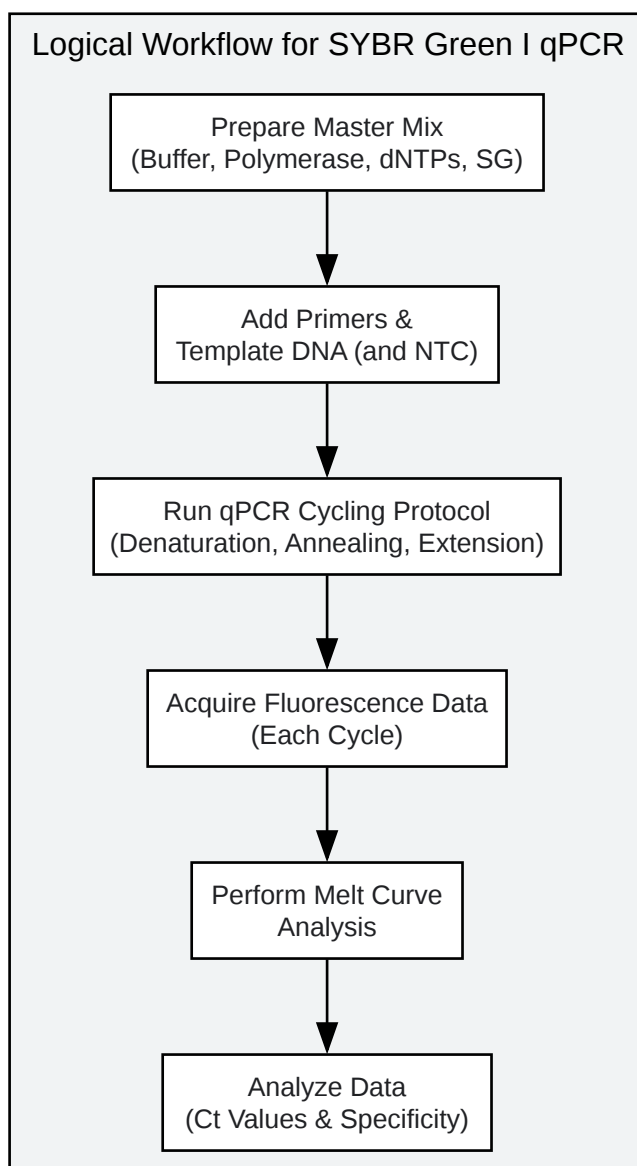 Logical Workflow for SYBR Green I qPCR
Prepare Master Mix
(Buffer, Polymerase, dNTPs, SG)
Add Primers &
Template DNA (and NTC)
Run qPCR Cycling Protocol
(Denaturation, Annealing, Extension)
Acquire Fluorescence Data
(Each Cycle)
Perform Melt Curve
Analysis
Analyze Data
(Ct Values & Specificity)